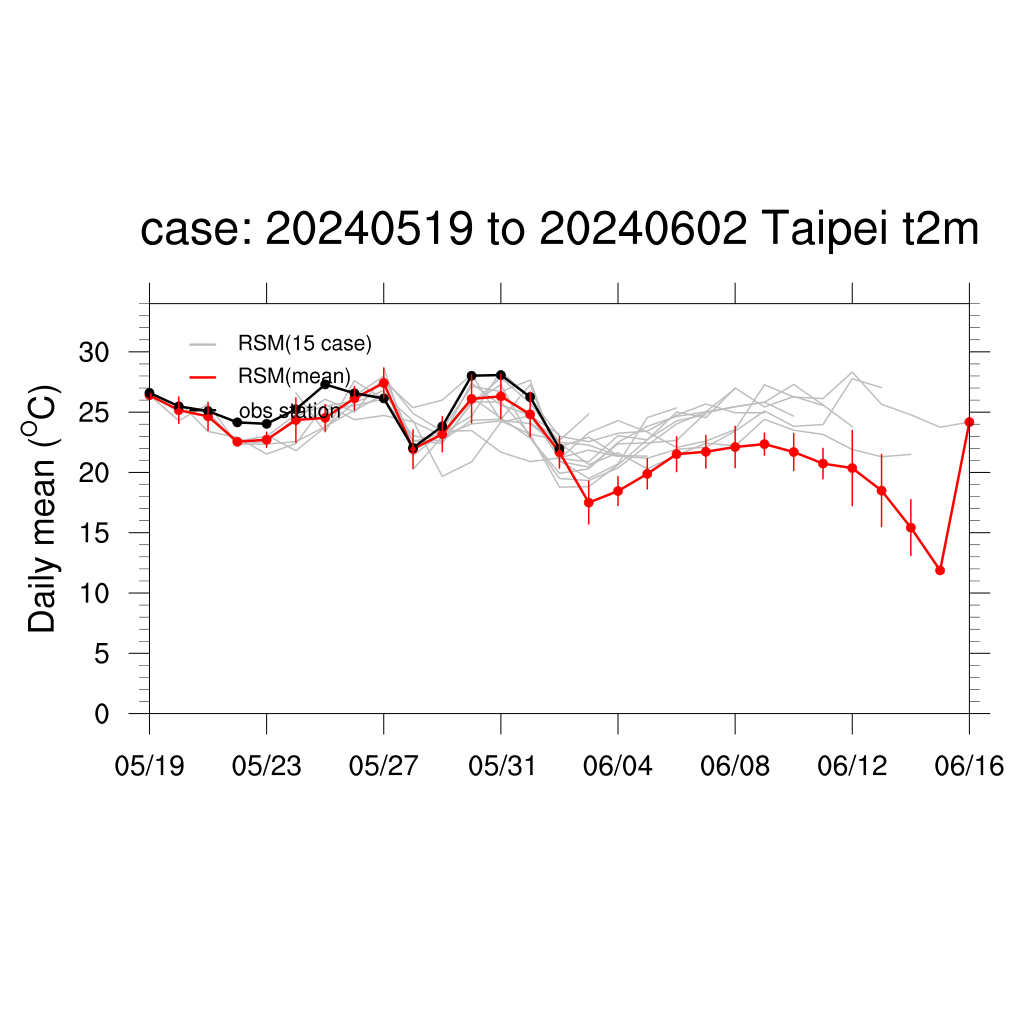 case: 20240519 to 20240602 Taipei t2m
RSM(15 case)
RSM(mean)
obs station
Daily mean (°C)
30
25
20
15
10
5
0
05/19 05/23 05/27 05/31 06/04 06/08 06/12 06/16